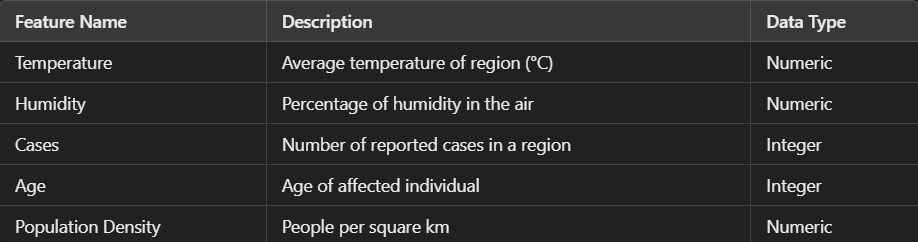 Feature Name Description Data Type
Temperature Average temperature of region (°C) Numeric
Humidity Percentage of humidity in the air Numeric
Cases Number of reported cases in a region Integer
Age Age of affected individual Integer
Population Density People per square km Numeric